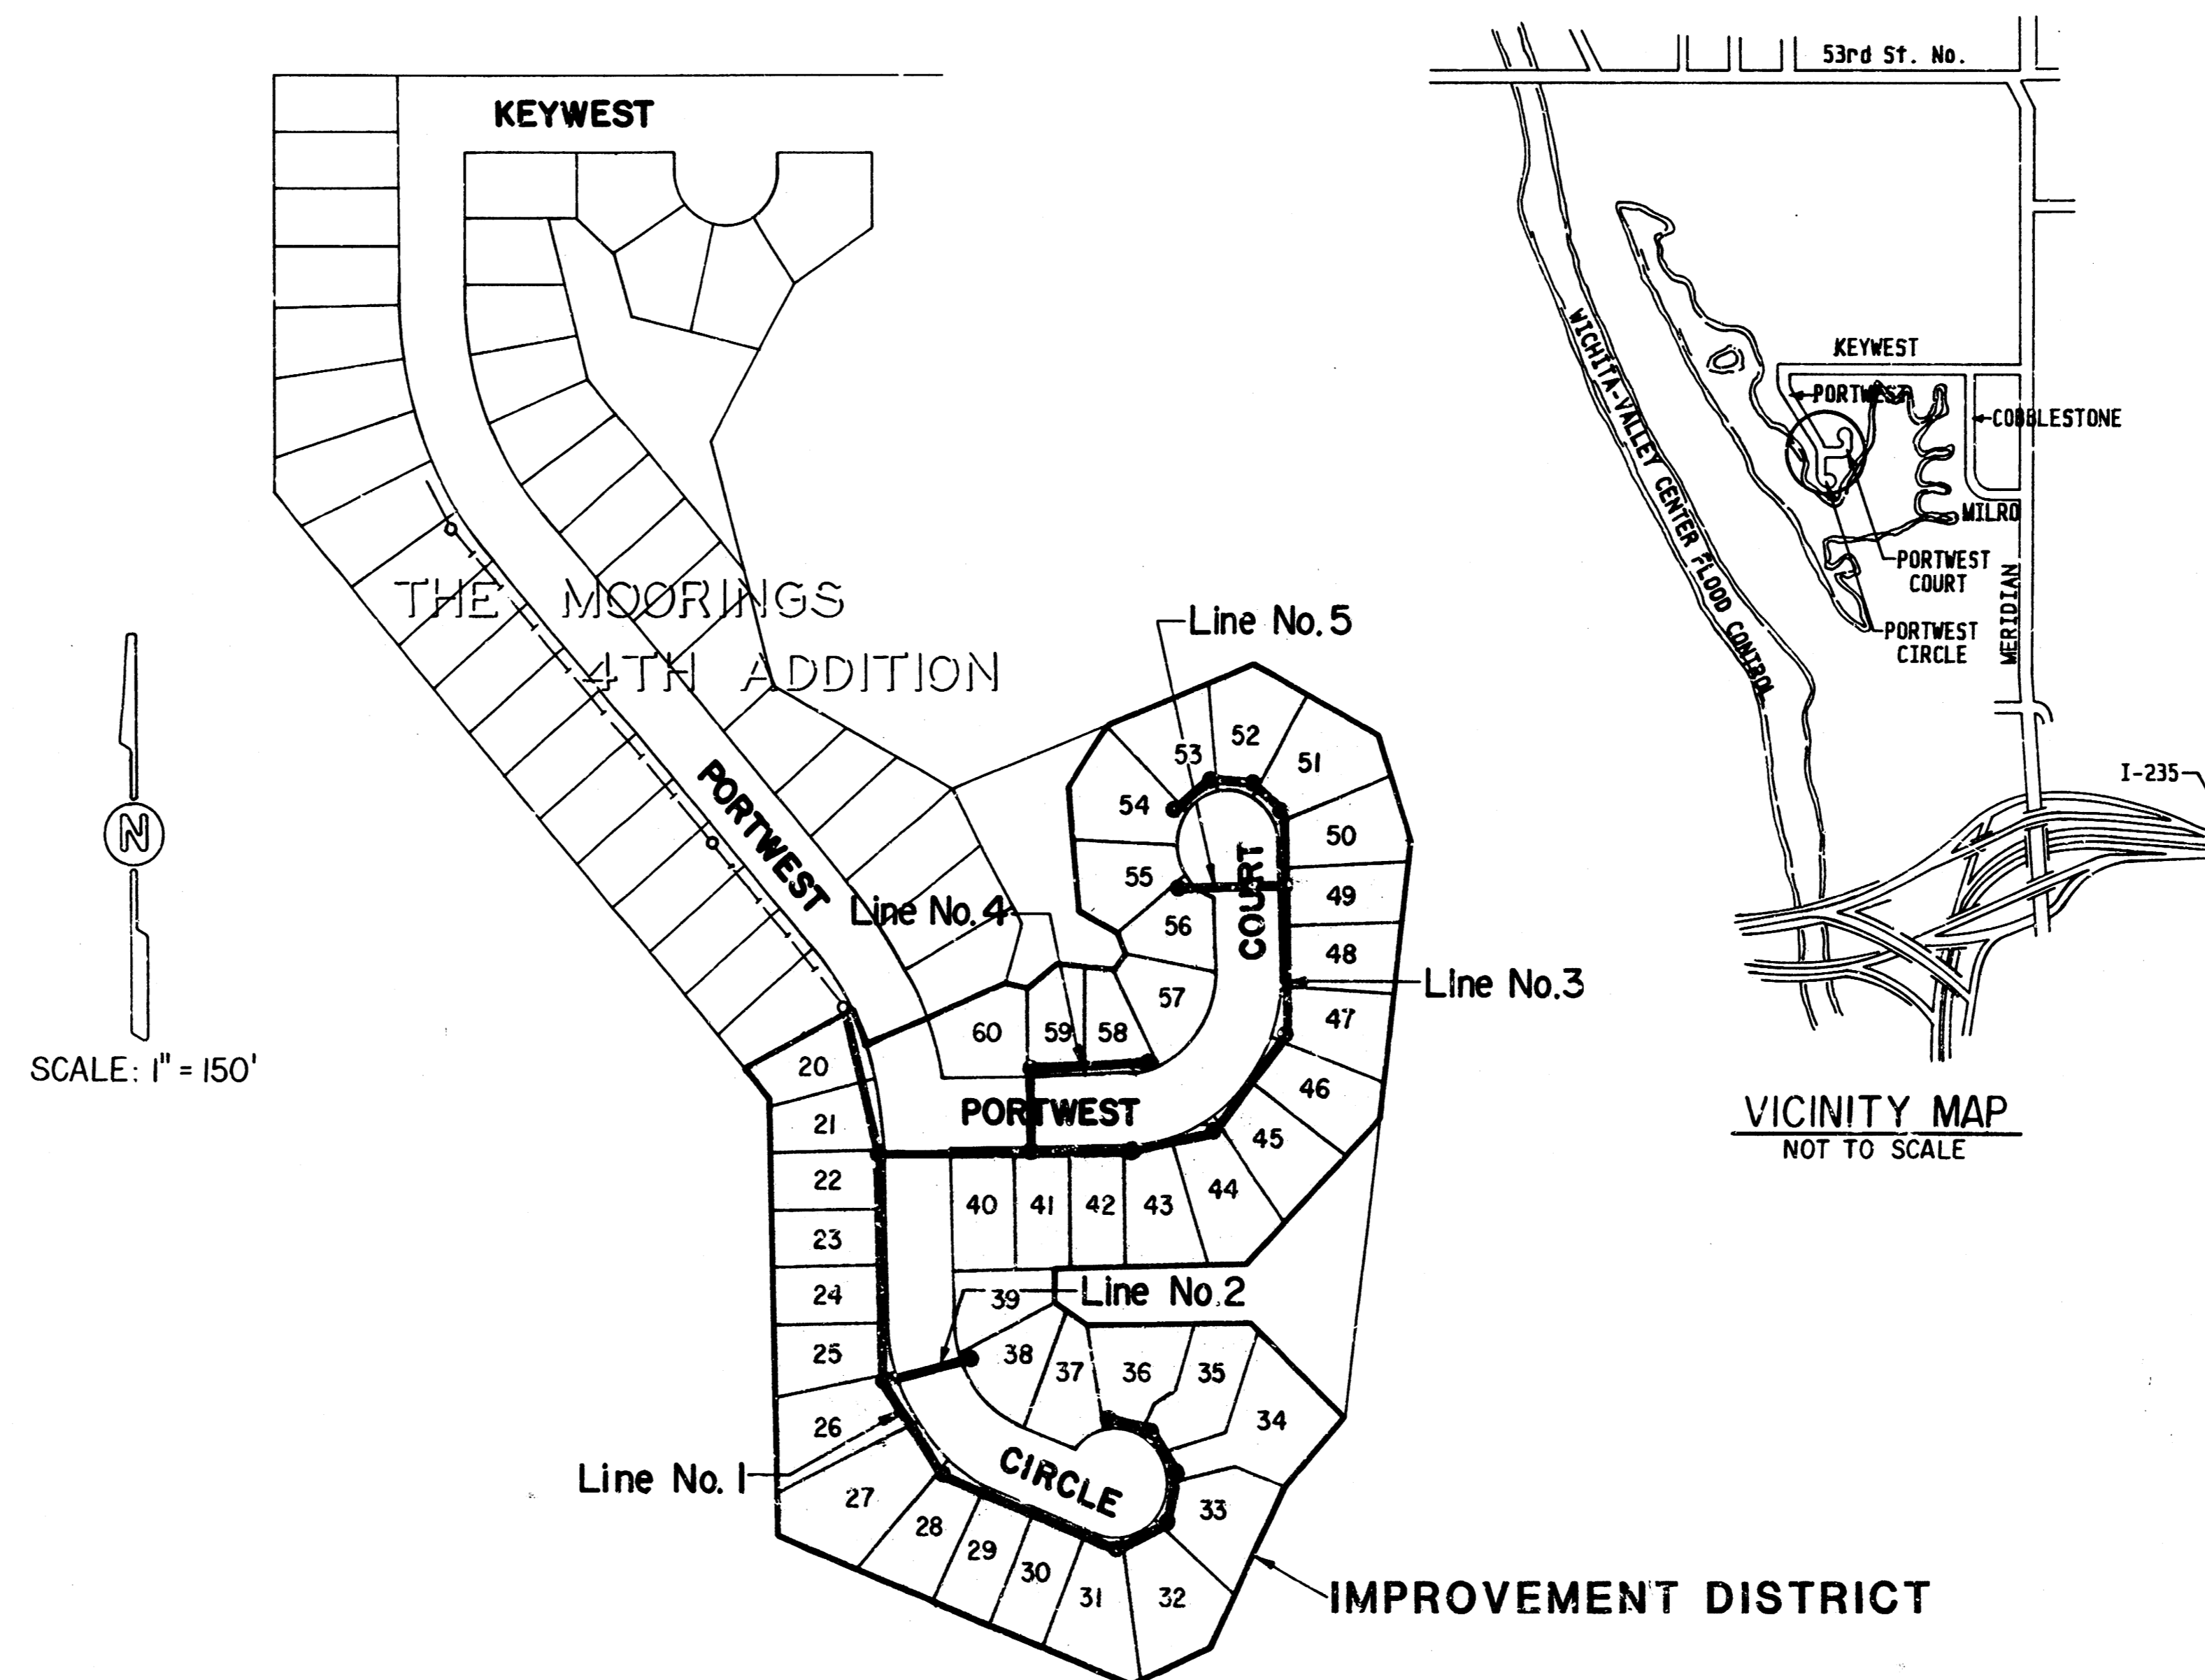 KEYWEST
THE MOORINGS
4TH ADDITION
PORTWEST
N
SCALE: 1" = 150'
Line No. 5
Line No. 4
Line No. 3
COURT
52
53
51
54
50
55
49
56
48
57
47
60
59
58
46
20
PORTWEST
45
21
22
40
41
42
43
44
23
24
39
Line No. 2
25
38
37
36
35
26
34
Line No. 1
CIRCLE
27
33
28
29
30
31
32
IMPROVEMENT DISTRICT
53rd St. No.
WICHITA-VALLEY CENTER FLOOD CONTROL
KEYWEST
PORTWEST
COBBLESTONE
MILRO
PORTWEST
COURT
PORTWEST
CIRCLE
MERIDIAN
I-235
VICINITY MAP
NOT TO SCALE